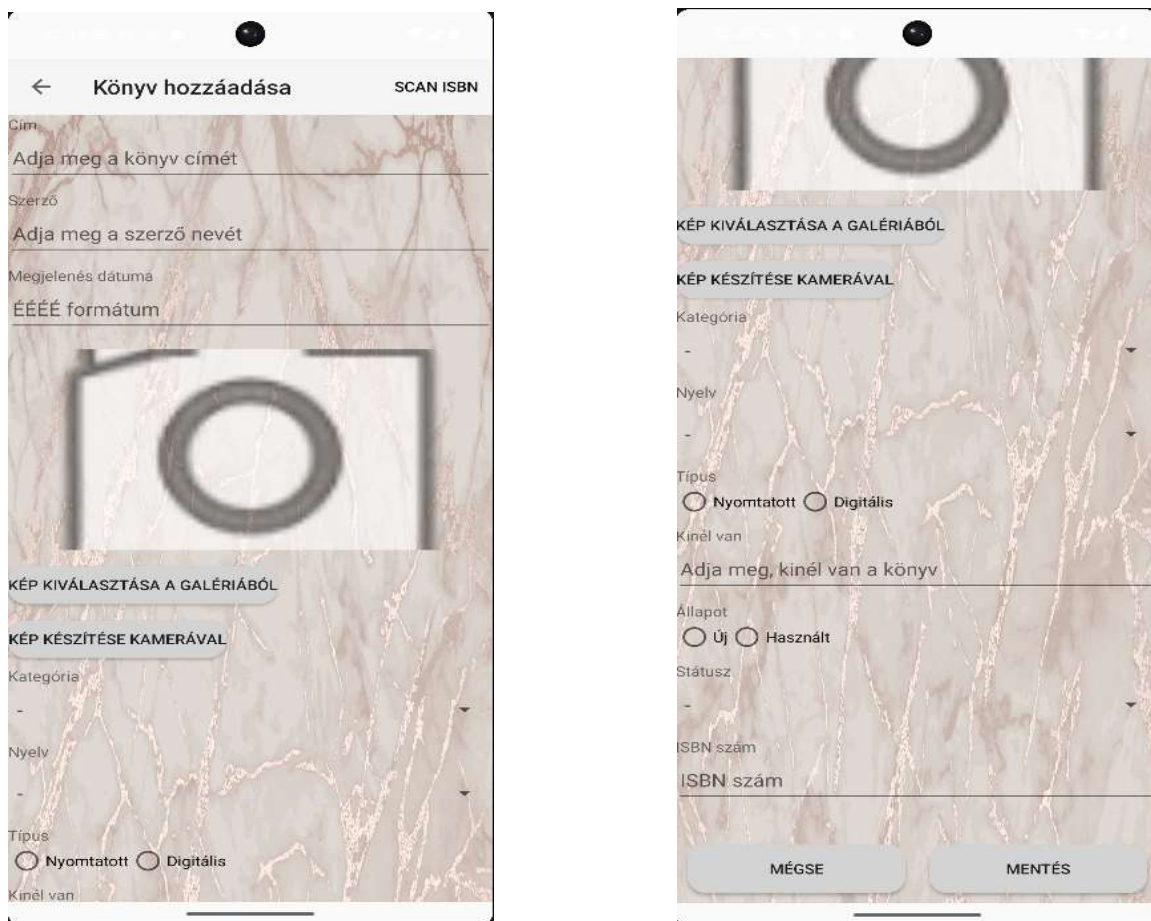 Könyv hozzáadása SCAN ISBN
Cím
Adja meg a könyv címét
Szerző
Adja meg a szerző nevét
Megjelenés dátuma
ÉÉÉÉ formátum
KÉP KIVÁLASZTÁSA A GALÉRIÁBÓL
KÉP KÉSZÍTÉSE KAMERÁVAL
Kategória
-
Nyelv
-
Típus
Nyomtatott Digitális
Kinél van
KÉP KIVÁLASZTÁSA A GALÉRIÁBÓL
KÉP KÉSZÍTÉSE KAMERÁVAL
Kategória
-
Nyelv
-
Típus
Nyomtatott Digitális
Kinél van
Adja meg, kinél van a könyv
Állapot
Új Használt
Státusz
-
ISBN szám
ISBN szám
MÉGSE MENTÉS